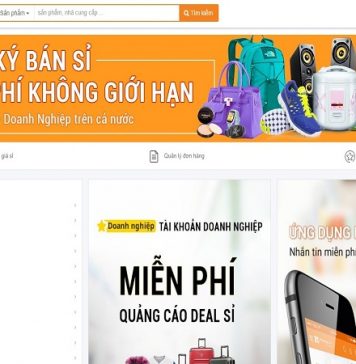 Sản phẩm
sản phẩm, nhà cung cấp ...
Tìm kiếm
KÝ BÁN SỈ
PHÍ KHÔNG GIỚI HẠN
Doanh Nghiệp trên cả nước
giá sỉ
Quản lý đơn hàng
Doanh nghiệp TÀI KHOẢN DOANH NGHIỆP
MIỄN PHÍ
QUẢNG CÁO DEAL SỈ
ỨNG DỤNG
Nhắn tin miễn phí